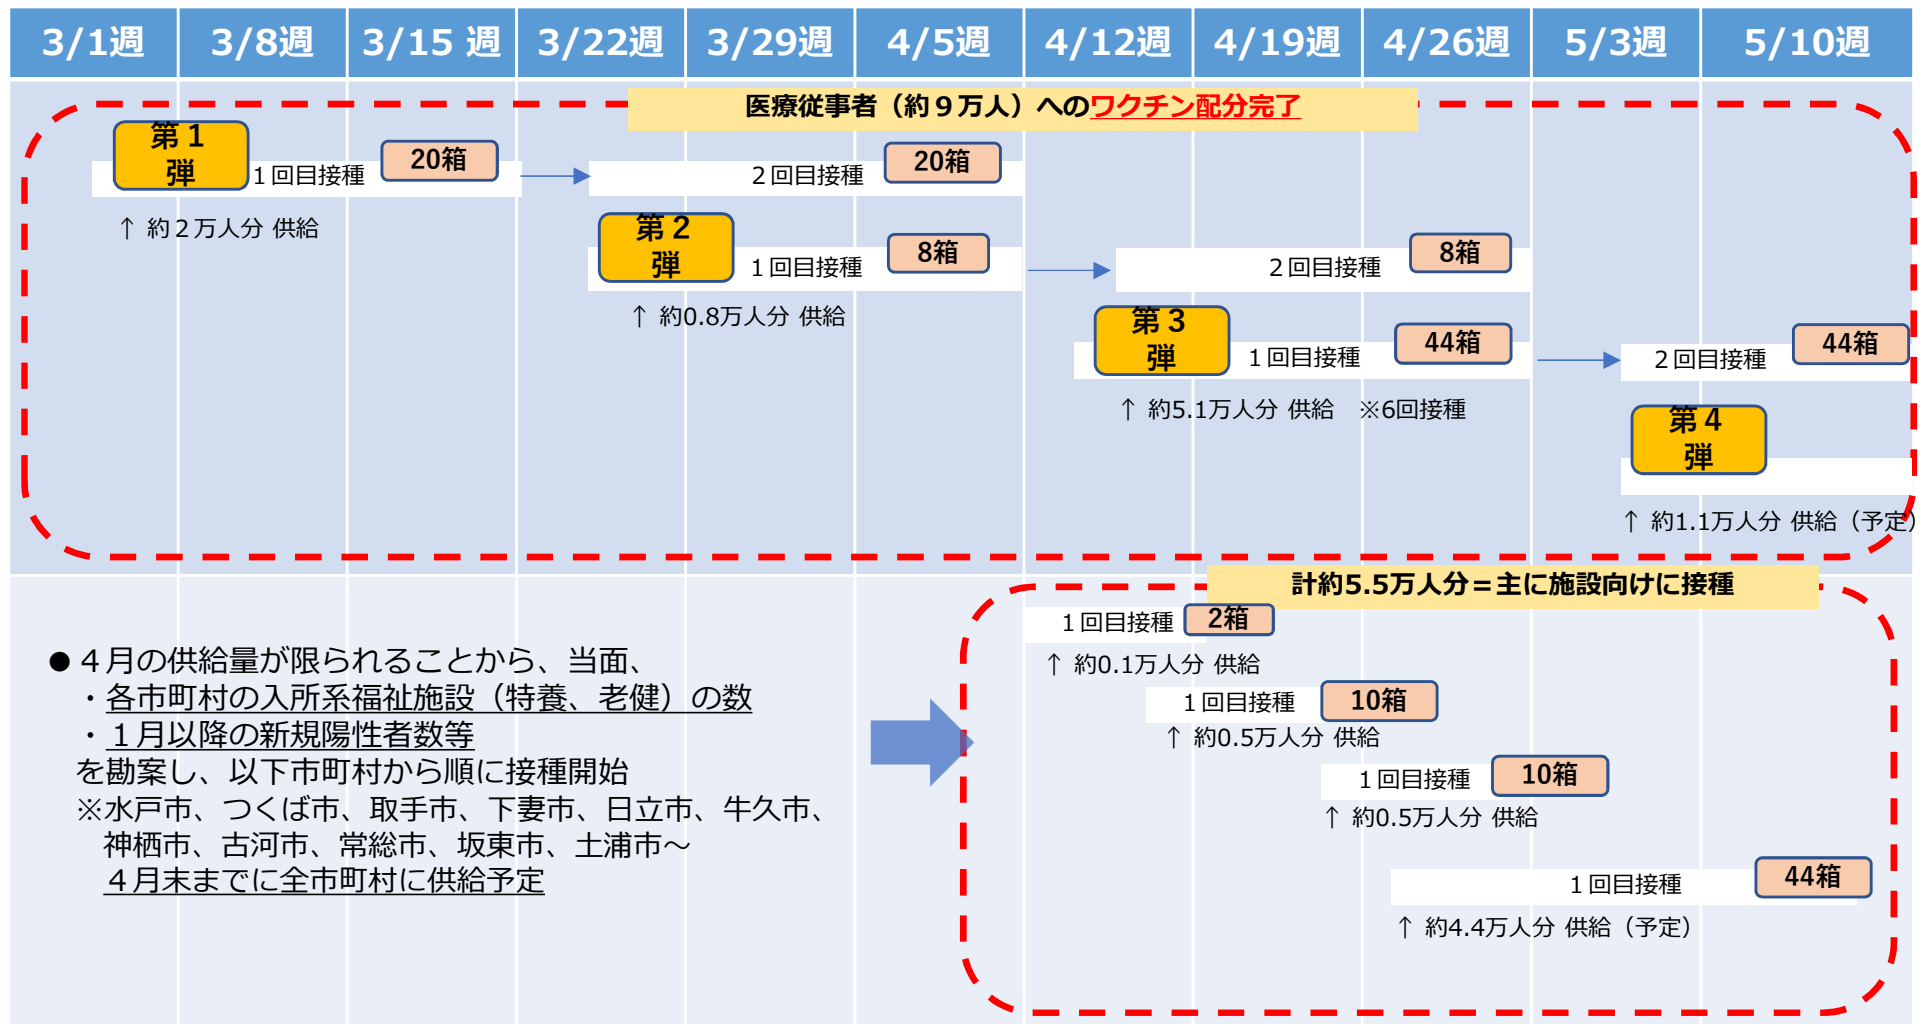 3/1週 3/8週 3/15 週 3/22週 3/29週 4/5週 4/12週 4/19週 4/26週 5/3週 5/10週
医療従事者（約９万人）へのワクチン配分完了
第１
弾
１回目接種 20箱
２回目接種 20箱
↑ 約２万人分 供給
第２
弾
１回目接種 8箱
２回目接種 8箱
↑ 約0.8万人分 供給
第３
弾
１回目接種 44箱
２回目接種 44箱
↑ 約5.1万人分 供給　※6回接種
第４
弾
↑ 約1.1万人分 供給（予定）
計約5.5万人分＝主に施設向けに接種
１回目接種 2箱
↑ 約0.1万人分 供給
１回目接種 10箱
↑ 約0.5万人分 供給
１回目接種 10箱
↑ 約0.5万人分 供給
１回目接種 44箱
↑ 約4.4万人分 供給（予定）
●４月の供給量が限られることから、当面、
・各市町村の入所系福祉施設（特養、老健）の数
・１月以降の新規陽性者数等
を勘案し、以下市町村から順に接種開始
※水戸市、つくば市、取手市、下妻市、日立市、牛久市、
神栖市、古河市、常総市、坂東市、土浦市～
４月末までに全市町村に供給予定